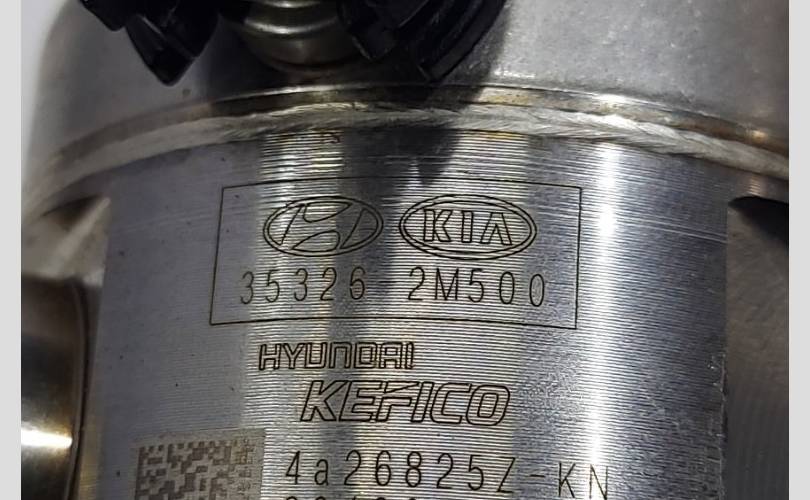 KIA
35326 2M500
HYUNDAI
KEFICO
4a26825Z-KN